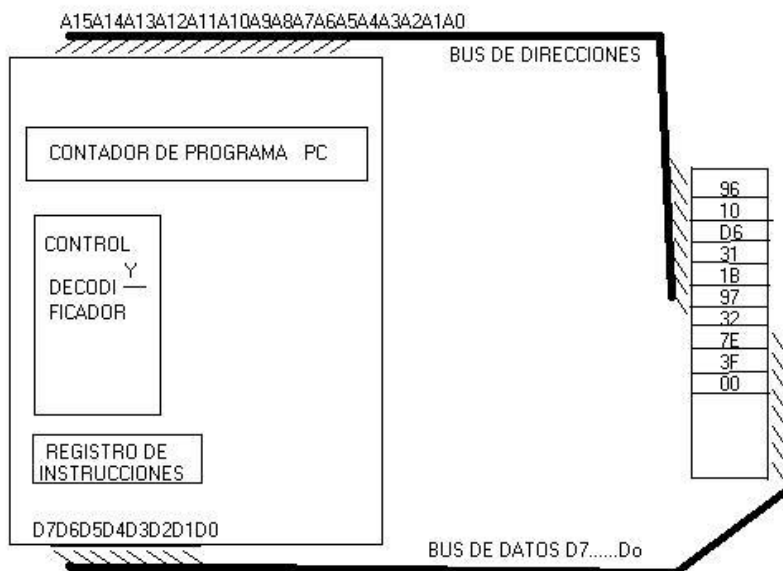 A15A14A13A12A11A10A9A8A7A6A5A4A3A2A1A0
BUS DE DIRECCIONES
CONTADOR DE PROGRAMA PC
CONTROL
Y
DECODI
FICADOR
REGISTRO DE
INSTRUCCIONES
D7D6D5D4D3D2D1D0
BUS DE DATOS D7......Do
96
10
D6
31
1B
97
32
7E
3F
00